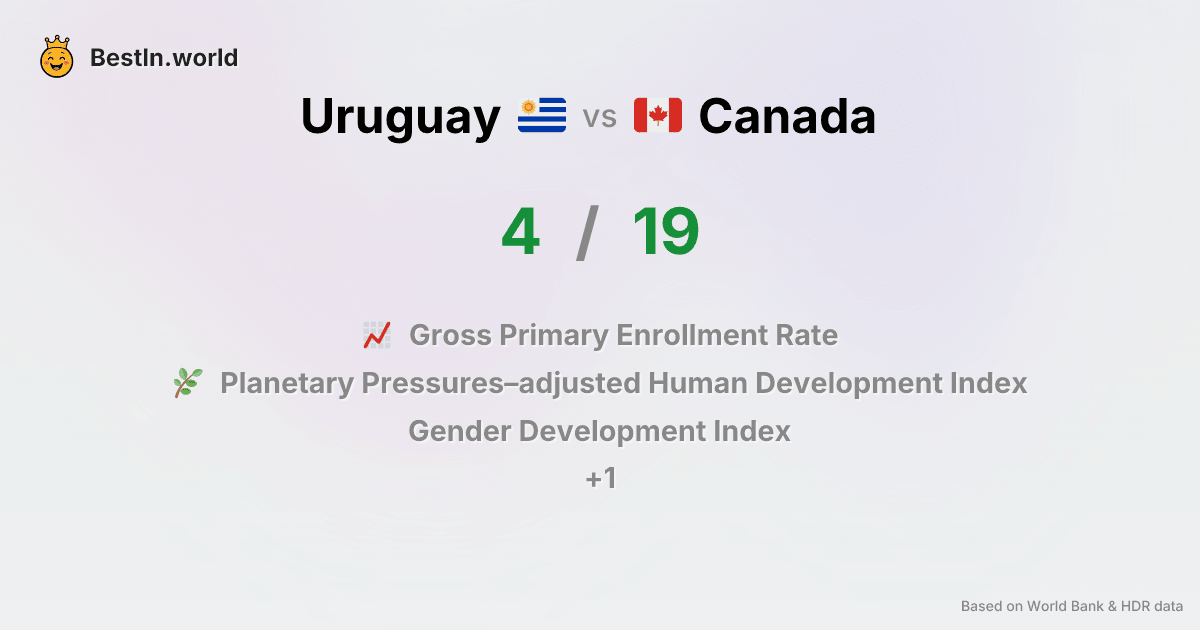 BestIn.world
Uruguay vs Canada
4 / 19
Gross Primary Enrollment Rate
Planetary Pressures–adjusted Human Development Index
Gender Development Index
+1
Based on World Bank & HDR data